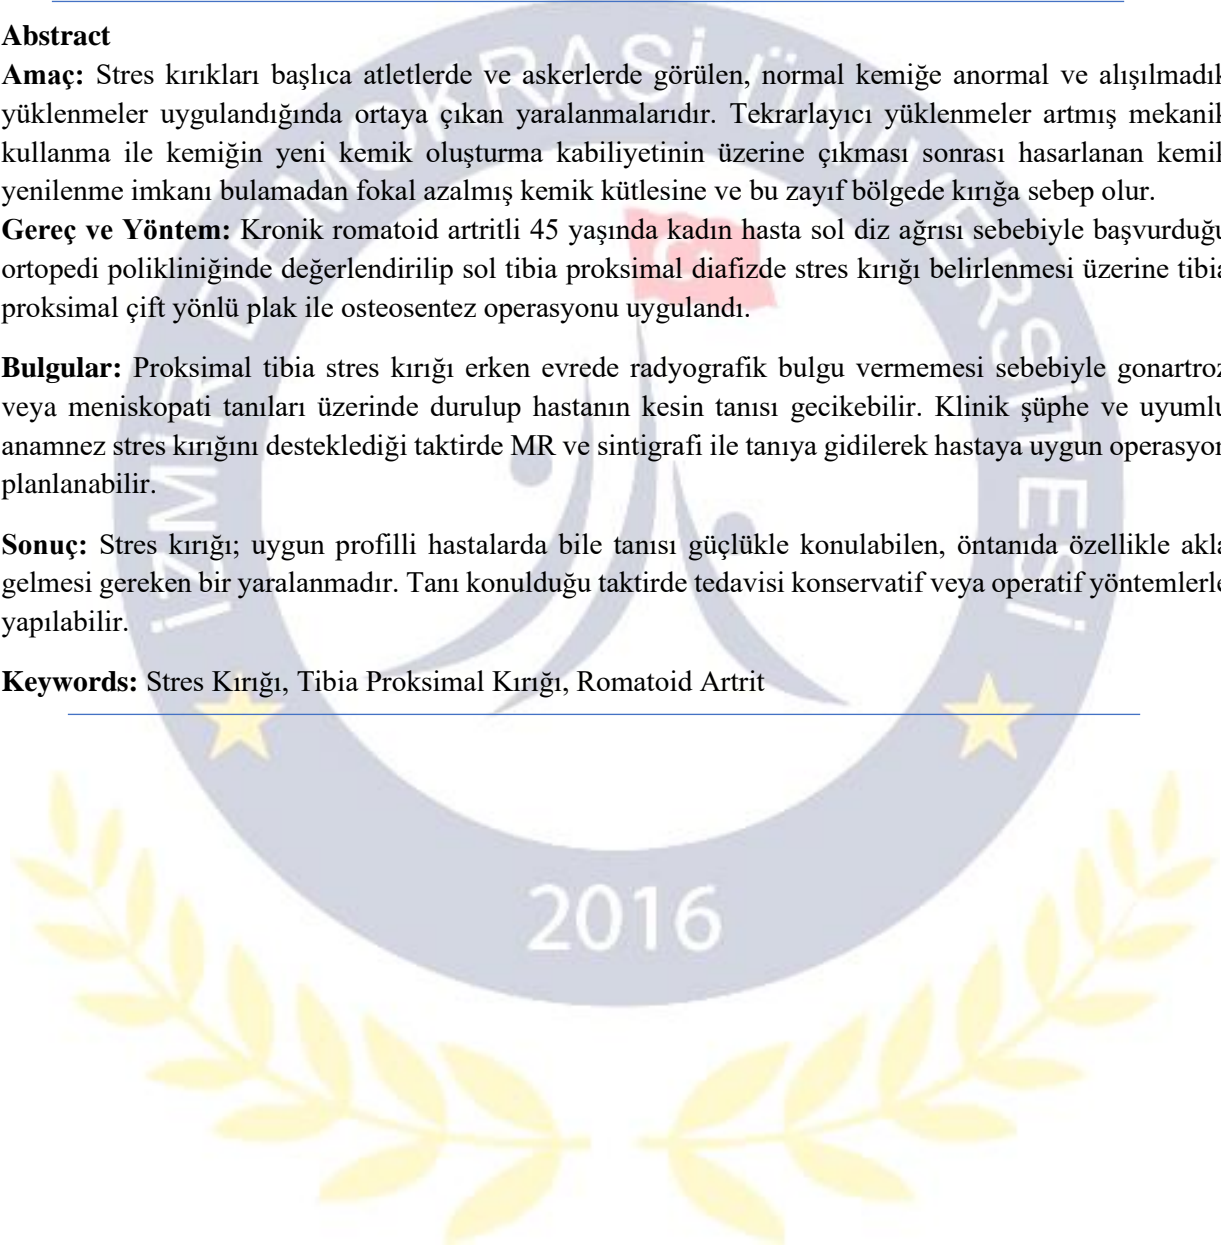 Abstract
Amaç: Stres kırıkları başlıca atletlerde ve askerlerde görülen, normal kemiğe anormal ve alışılmadık
yüklenmeler uygulandığında ortaya çıkan yaralanmalarıdır. Tekrarlayıcı yüklenmeler artmış mekanik
kullanma ile kemiğin yeni kemik oluşturma kabiliyetinin üzerine çıkması sonrası hasarlanan kemik
yenilenme imkanı bulamadan fokal azalmış kemik kütlesine ve bu zayıf bölgede kırığa sebep olur.
Gereç ve Yöntem: Kronik romatoid artritli 45 yaşında kadın hasta sol diz ağrısı sebebiyle başvurduğu
ortopedi polikliniğinde değerlendirilip sol tibia proksimal diafizde stres kırığı belirlenmesi üzerine tibia
proksimal çift yönlü plak ile osteosentez operasyonu uygulandı.
Bulgular: Proksimal tibia stres kırığı erken evrede radyografik bulgu vermemesi sebebiyle gonartroz
veya meniskopati tanıları üzerinde durulup hastanın kesin tanısı gecikebilir. Klinik şüphe ve uyumlu
anamnez stres kırığını desteklediği taktirde MR ve sintigrafi ile tanıya gidilerek hastaya uygun operasyon
planlanabilir.
Sonuç: Stres kırığı; uygun profilli hastalarda bile tanısı güçlükle konulabilen, öntanıda özellikle akla
gelmesi gereken bir yaralanmadır. Tanı konulduğu taktirde tedavisi konservatif veya operatif yöntemlerle
yapılabilir.
Keywords: Stres Kırığı, Tibia Proksimal Kırığı, Romatoid Artrit
İZMİR DEMOKRASİ ÜNİVERSİTESİ
2016